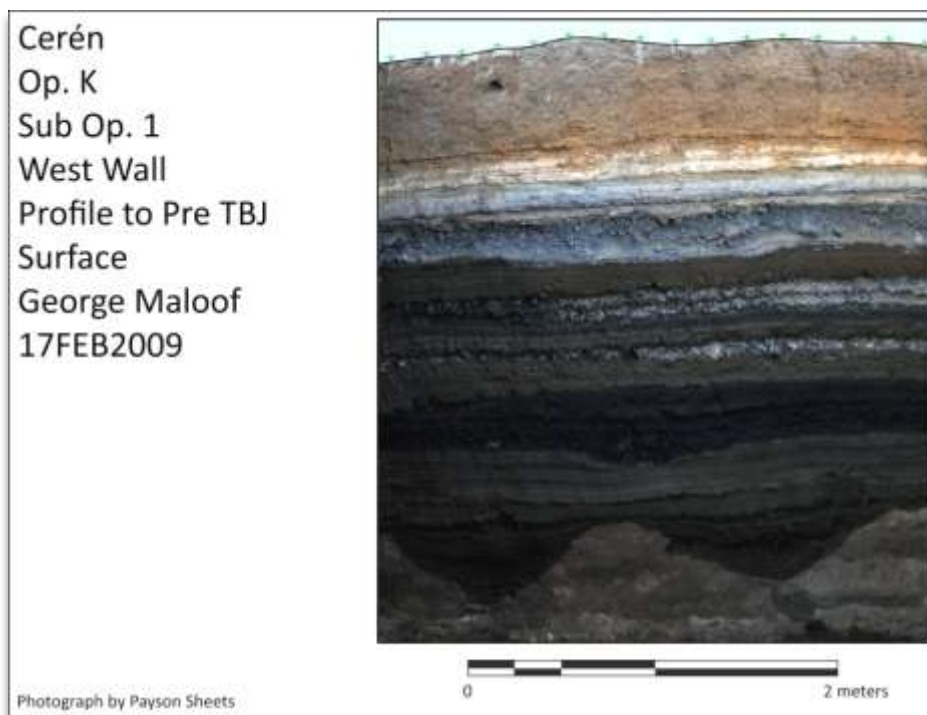 Cerén
Op. K
Sub Op. 1
West Wall
Profile to Pre TBJ
Surface
George Maloof
17FEB2009
0 2 meters
Photograph by Payson Sheets